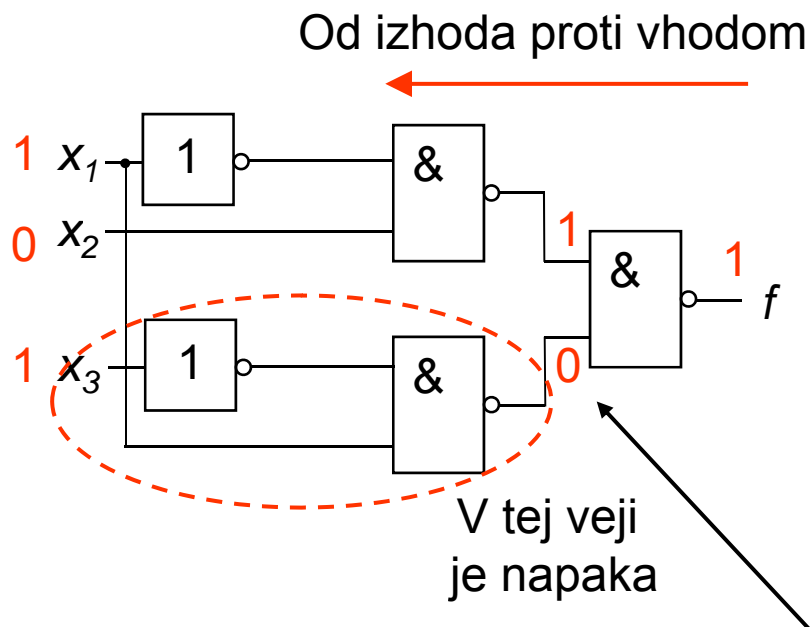 Od izhoda proti vhodom
1 x₁ 1 &
0 x₂ 1 & 1 f
1 x₃ 1 & 0
V tej veji
je napaka